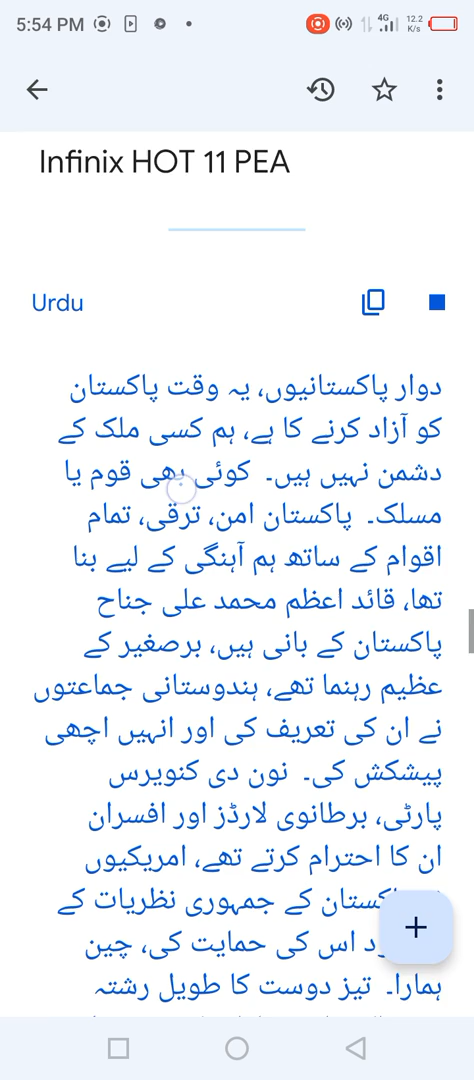 5:54 PM
4G 12.2 K/s
Infinix HOT 11 PEA
Urdu
دوار پاکستانیوں، یہ وقت پاکستان
کو آزاد کرنے کا ہے، ہم کسی ملک کے
دشمن نہیں ہیں۔ کوئی بھی قوم یا
مسلک۔ پاکستان امن، ترقی، تمام
اقوام کے ساتھ ہم آہنگی کے لیے بنا
تھا، قائد اعظم محمد علی جناح
پاکستان کے بانی ہیں، برصغیر کے
عظیم رہنما تھے، ہندوستانی جماعتوں
نے ان کی تعریف کی اور انہیں اچھی
پیشکش کی۔ نون دی کنویرس
پارٹی، برطانوی لارڈز اور افسران
ان کا احترام کرتے تھے، امریکیوں
کے جمہوری نظریات کے
اس کی حمایت کی، چین
ہمارا۔ تیز دوست کا طویل رشتہ